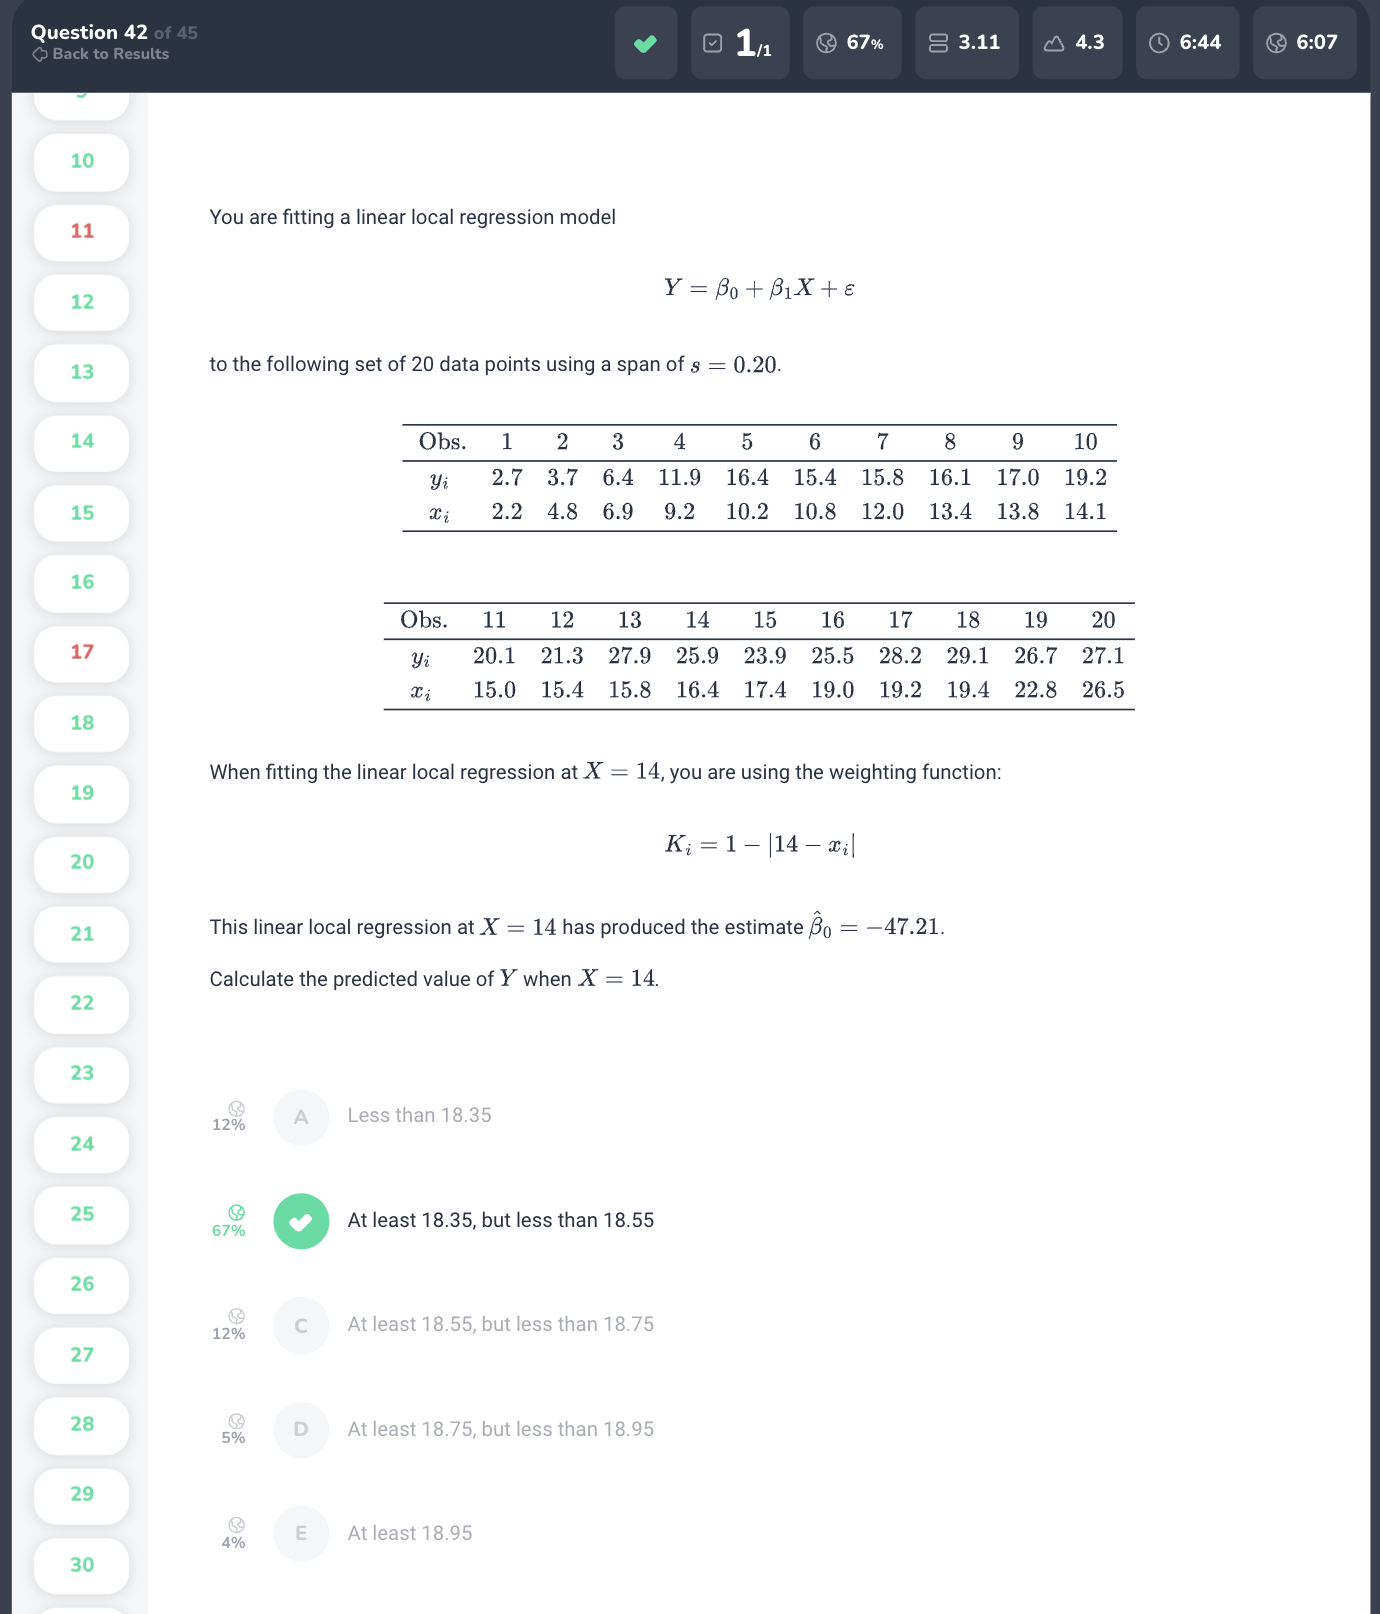 Question 42 of 45
Back to Results
1/1
67%
3.11
4.3
6:44
6:07
10
11
12
13
14
15
16
17
18
19
20
21
22
23
24
25
26
27
28
29
30
You are fitting a linear local regression model
Y = β₀ + β₁X + ε
to the following set of 20 data points using a span of s = 0.20.
Obs. 1 2 3 4 5 6 7 8 9 10
yᵢ 2.7 3.7 6.4 11.9 16.4 15.4 15.8 16.1 17.0 19.2
xᵢ 2.2 4.8 6.9 9.2 10.2 10.8 12.0 13.4 13.8 14.1
Obs. 11 12 13 14 15 16 17 18 19 20
yᵢ 20.1 21.3 27.9 25.9 23.9 25.5 28.2 29.1 26.7 27.1
xᵢ 15.0 15.4 15.8 16.4 17.4 19.0 19.2 19.4 22.8 26.5
When fitting the linear local regression at X = 14, you are using the weighting function:
Kᵢ = 1 − |14 − xᵢ|
This linear local regression at X = 14 has produced the estimate β̂₀ = −47.21.
Calculate the predicted value of Y when X = 14.
12% A Less than 18.35
67% At least 18.35, but less than 18.55
12% C At least 18.55, but less than 18.75
5% D At least 18.75, but less than 18.95
4% E At least 18.95